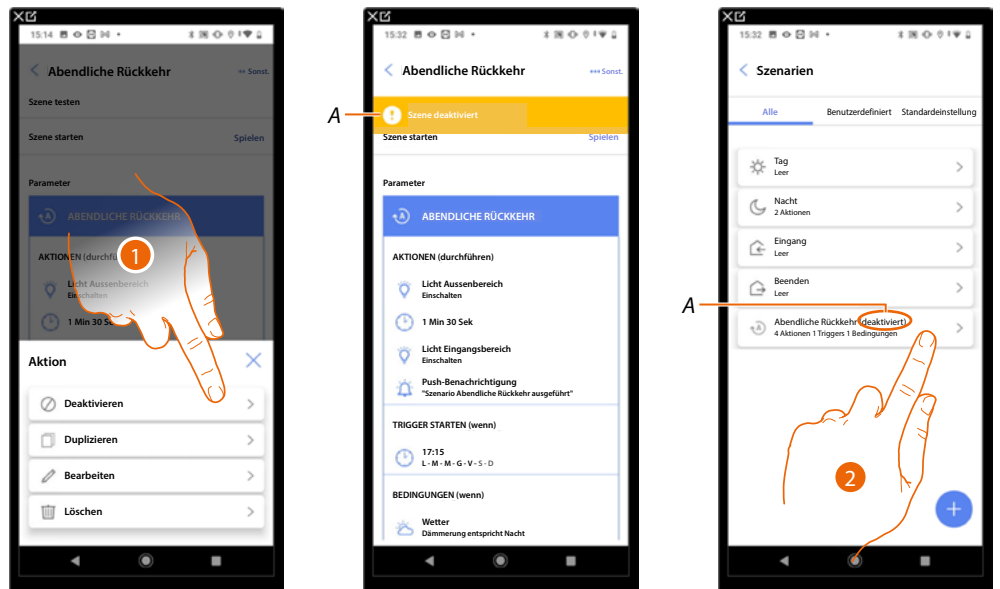 15:14
Abendliche Rückkehr
Sonst.
Szene testen
Szene starten
Spielen
Parameter
ABENDLICHE RÜCKKEHR
AKTIONEN (durchfü
Licht Aussenbereich
Einschalten
1 Min 30 Se
1
Aktion
Deaktivieren
Duplizieren
Bearbeiten
Löschen
15:32
Abendliche Rückkehr
Sonst.
A
Szene deaktiviert
Szene starten
Spielen
Parameter
ABENDLICHE RÜCKKEHR
AKTIONEN (durchführen)
Licht Aussenbereich
Einschalten
1 Min 30 Sek
Licht Eingangsbereich
Einschalten
Push-Benachrichtigung
"Szenario Abendliche Rückkehr ausgeführt"
TRIGGER STARTEN (wenn)
17:15
L - M - M - G - V - S - D
BEDINGUNGEN (wenn)
Wetter
Dämmerung entspricht Nacht
15:32
Szenarien
Alle
Benutzerdefiniert
Standardeinstellung
Tag
Leer
Nacht
2 Aktionen
Eingang
Leer
Beenden
Leer
A
Abendliche Rückkehr (deaktiviert)
4 Aktionen 1 Triggers 1 Bedingungen
2